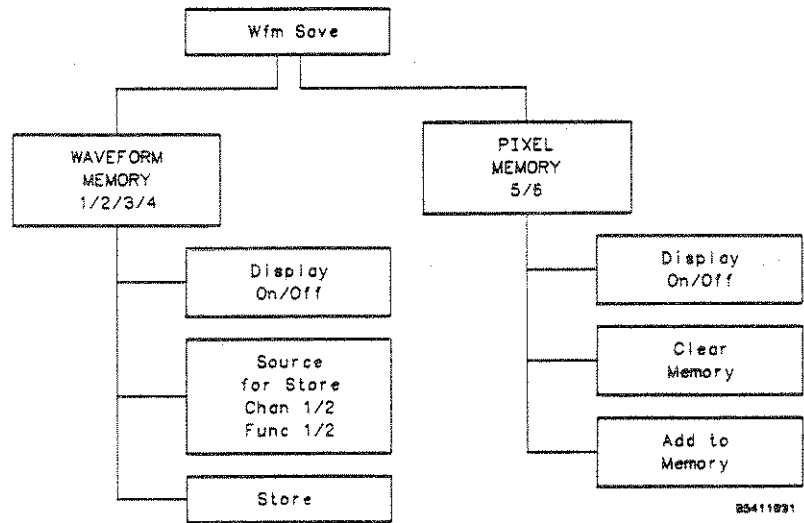 Wfm Save
WAVEFORM
MEMORY
1/2/3/4
Display
On/Off
Source
for Store
Chan 1/2
Func 1/2
Store
PIXEL
MEMORY
5/6
Display
On/Off
Clear
Memory
Add to
Memory